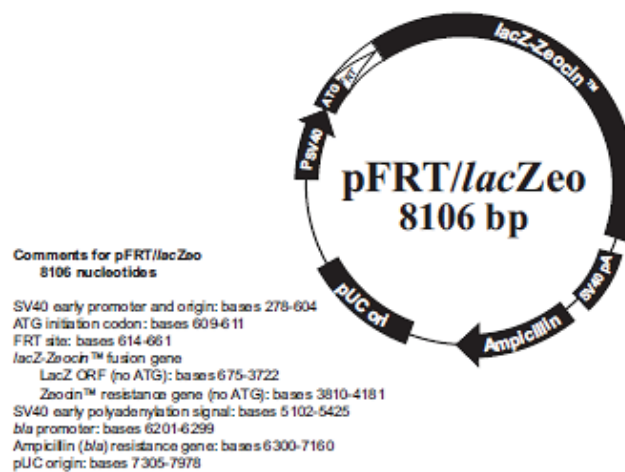 lacZ-Zeocin™
ATG
PSV40
pFRT/lacZeo
8106 bp
SV40 pA
pUC ori
Ampicillin
Comments for pFRT/lacZeo
8106 nucleotides
SV40 early promoter and origin: bases 278-604
ATG initiation codon: bases 609-611
FRT site: bases 614-661
lacZ-Zeocin™ fusion gene
LacZ ORF (no ATG): bases 675-3722
Zeocin™ resistance gene (no ATG): bases 3810-4181
SV40 early polyadenylation signal: bases 5102-5425
bla promoter: bases 6201-6299
Ampicillin (bla) resistance gene: bases 6300-7160
pUC origin: bases 7305-7978